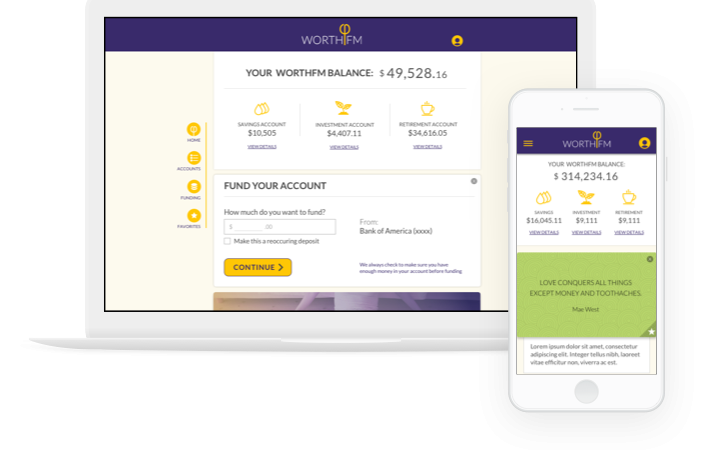 WORTHFM
YOUR WORTHFM BALANCE: $ 49,528.16
SAVINGS ACCOUNT
$10,505
VIEW DETAILS
INVESTMENT ACCOUNT
$4,407.11
VIEW DETAILS
RETIREMENT ACCOUNT
$34,616.05
VIEW DETAILS
HOME
ACCOUNTS
FUNDING
FAVORITES
FUND YOUR ACCOUNT
How much do you want to fund?
$ ________ .00
Make this a reoccuring deposit
From:
Bank of America (xxxx)
CONTINUE
We always check to make sure you have
enough money in your account before funding
WORTHFM
YOUR WORTHFM BALANCE:
$ 314,234.16
SAVINGS
$16,045.11
VIEW DETAILS
INVESTMENT
$9,111
VIEW DETAILS
RETIREMENT
$9,111
VIEW DETAILS
LOVE CONQUERS ALL THINGS
EXCEPT MONEY AND TOOTHACHES.
Mae West
Lorem ipsum dolor sit amet, consectetur
adipiscing elit. Integer tellus nibh, laoreet
vitae efficitur non, viverra ac est.